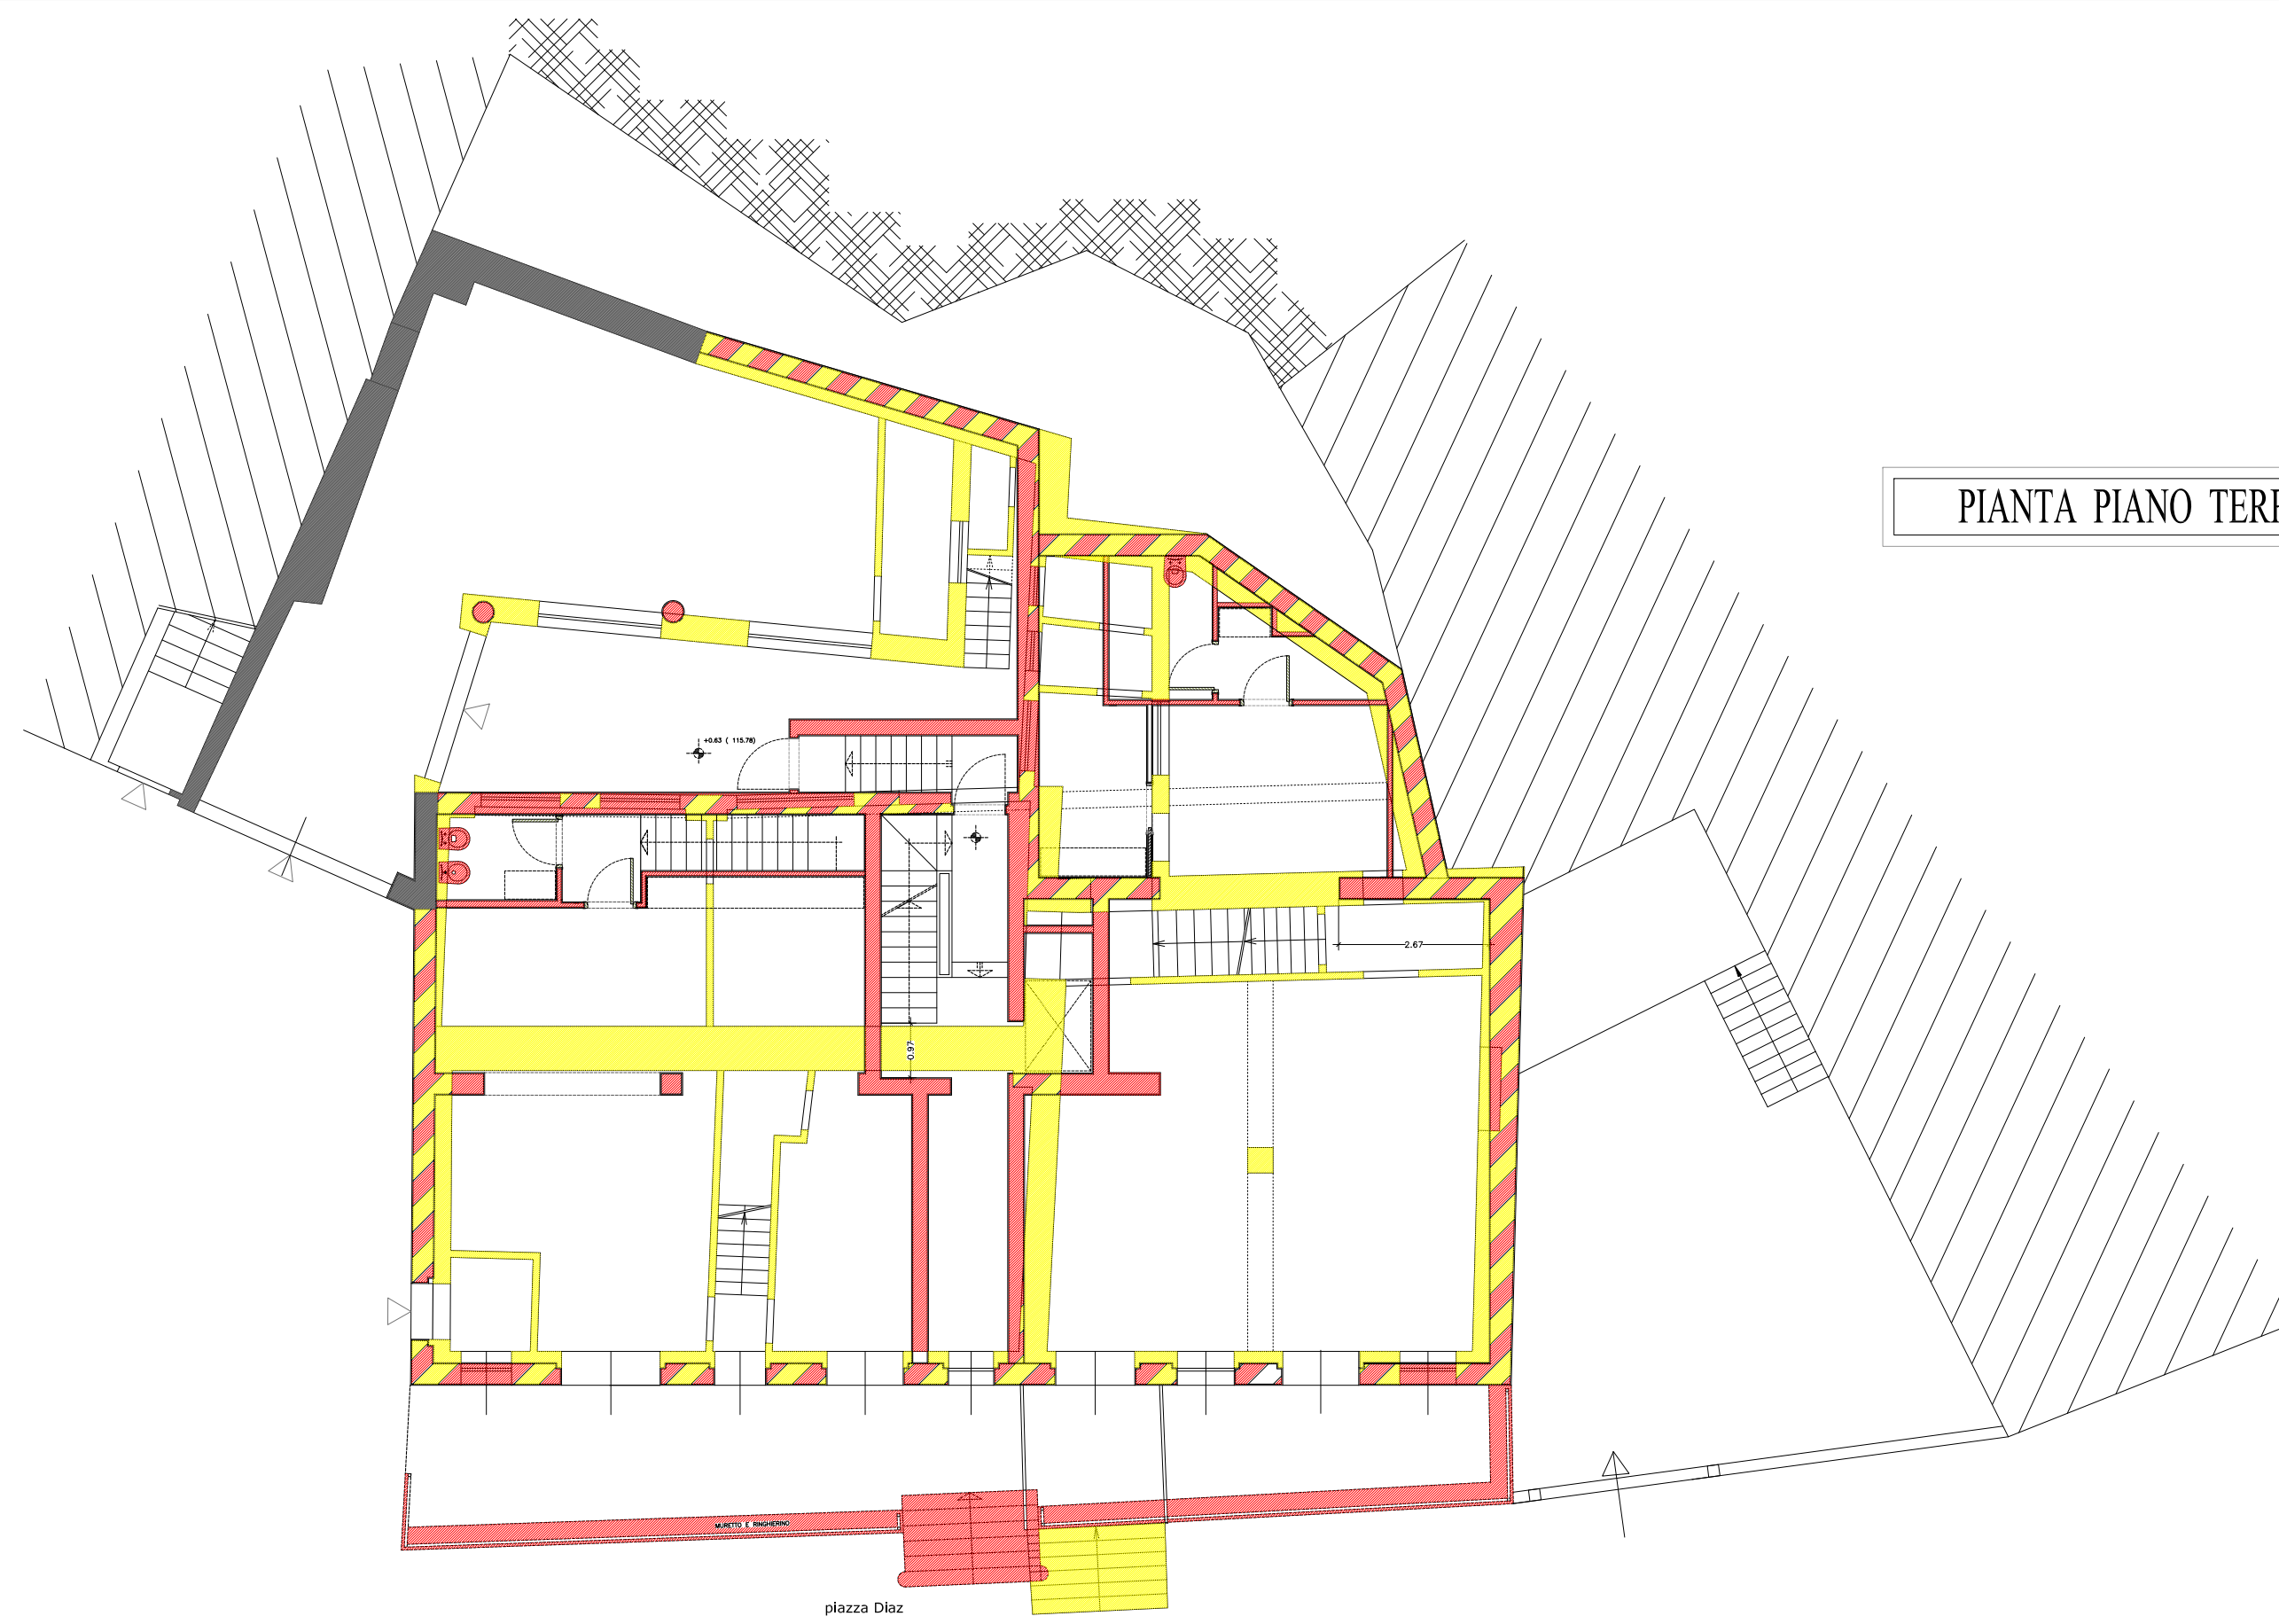 PIANTA PIANO TERR
+0.63 ( 115.78)
2.67
0.97
MURETTO E RINGHIERINO
piazza Diaz